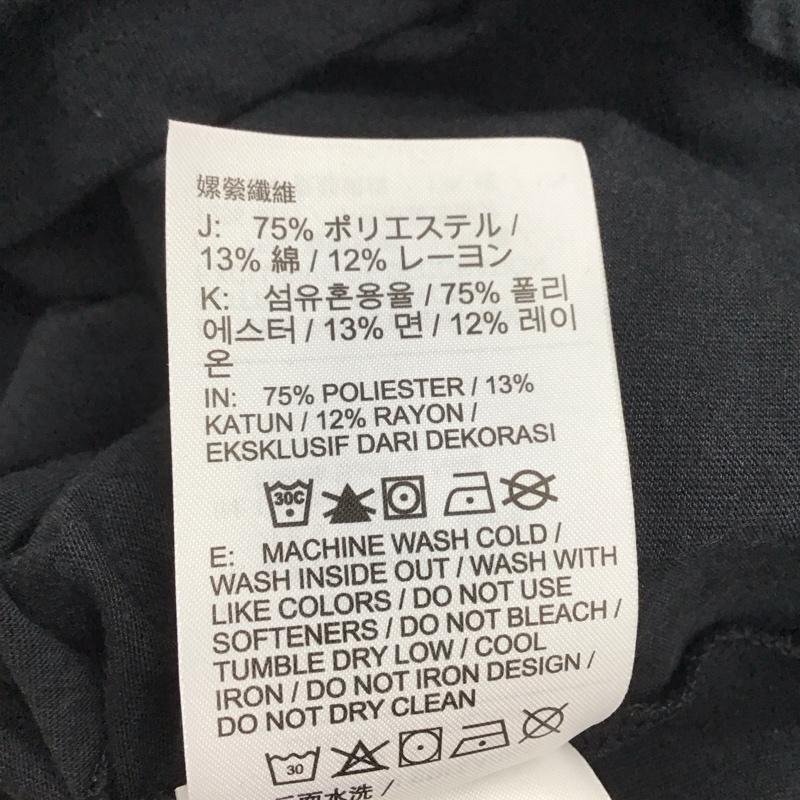 嫘縈纖維
J: 75% ポリエステル /
13% 綿 / 12% レーヨン
K: 섬유혼용율 / 75% 폴리
에스터 / 13% 면 / 12% 레이
온
IN: 75% POLIESTER / 13%
KATUN / 12% RAYON /
EKSKLUSIF DARI DEKORASI
30C
E: MACHINE WASH COLD /
WASH INSIDE OUT / WASH WITH
LIKE COLORS / DO NOT USE
SOFTENERS / DO NOT BLEACH /
TUMBLE DRY LOW / COOL
IRON / DO NOT IRON DESIGN /
DO NOT DRY CLEAN
30
面水洗 /